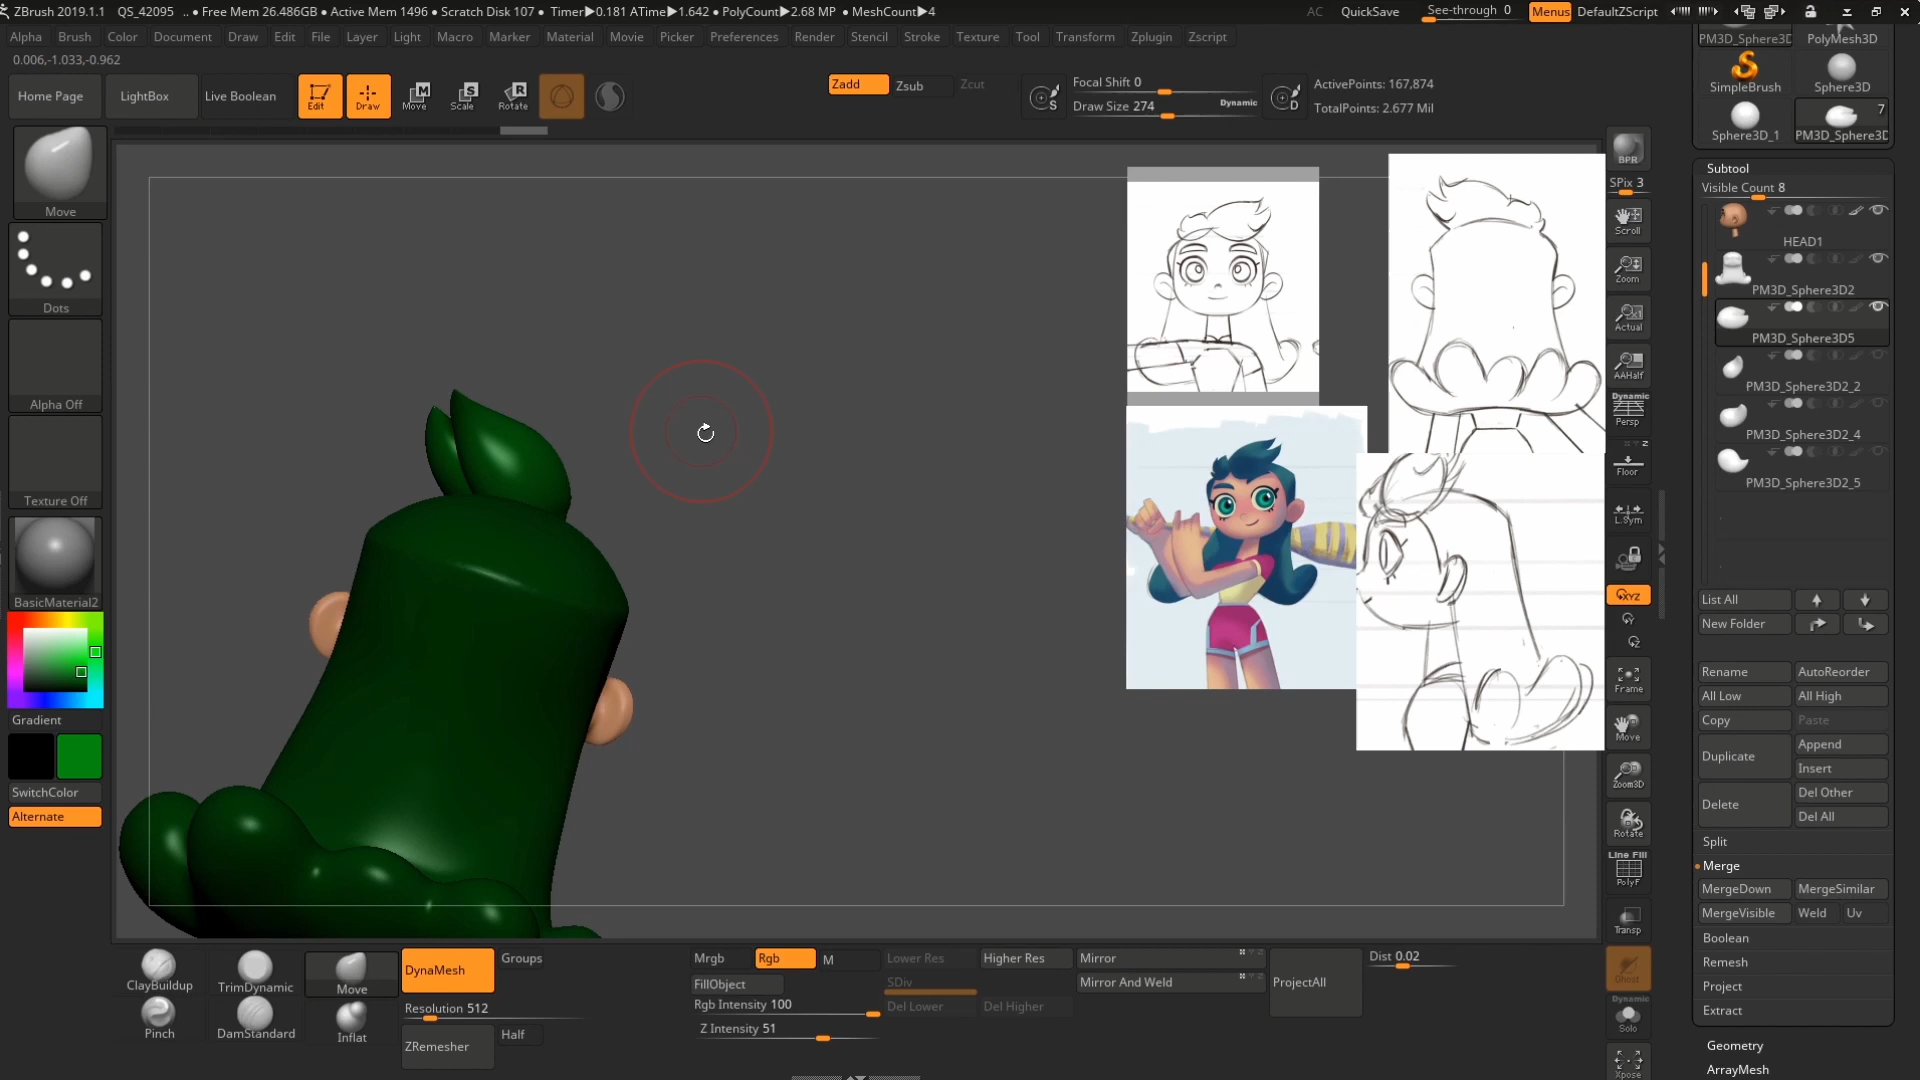 ZBrush 2019.1.1 QS_42095 .. ● Free Mem 26.486GB ● Active Mem 1496 ● Scratch Disk 107 ● Timer▶0.181 ATime▶1.642 ● PolyCount▶2.68 MP ● MeshCount▶4
AC QuickSave See-through 0 Menus DefaultZScript
Alpha Brush Color Document Draw Edit File Layer Light Macro Marker Material Movie Picker Preferences Render Stencil Stroke Texture Tool Transform Zplugin Zscript
0.006,-1.033,-0.962
Home Page LightBox Live Boolean Edit Draw Move Scale Rotate
M S R
Zadd Zsub Zcut
S D
Focal Shift 0
Draw Size 274 Dynamic
ActivePoints: 167,874
TotalPoints: 2.677 Mil
Move
Dots
Alpha Off
Texture Off
BasicMaterial2
Gradient
SwitchColor
Alternate
BPR
SPix 3
Scroll
Zoom
Actual
AAHalf
Dynamic
Persp
Floor
L.Sym
XYZ
Frame
Move
Zoom3D
Rotate
Line Fill
PolyF
Transp
Ghost
Dynamic
Solo
Xpose
PM3D_Sphere3D PolyMesh3D
SimpleBrush Sphere3D
7
Sphere3D_1 PM3D_Sphere3D
Subtool
Visible Count 8
HEAD1
PM3D_Sphere3D2
PM3D_Sphere3D5
PM3D_Sphere3D2_2
PM3D_Sphere3D2_4
PM3D_Sphere3D2_5
List All
New Folder
Rename AutoReorder
All Low All High
Copy Paste
Duplicate Append
Insert
Delete Del Other
Del All
Split
Merge
MergeDown MergeSimilar
MergeVisible Weld Uv
Boolean
Remesh
Project
Extract
Geometry
ArrayMesh
ClayBuildup TrimDynamic Move
Pinch DamStandard Inflat
DynaMesh Groups
Resolution 512
ZRemesher Half
Mrgb Rgb M
FillObject
Rgb Intensity 100
Z Intensity 51
Lower Res Higher Res
SDiv
Del Lower Del Higher
Mirror
Mirror And Weld
ProjectAll
Dist 0.02